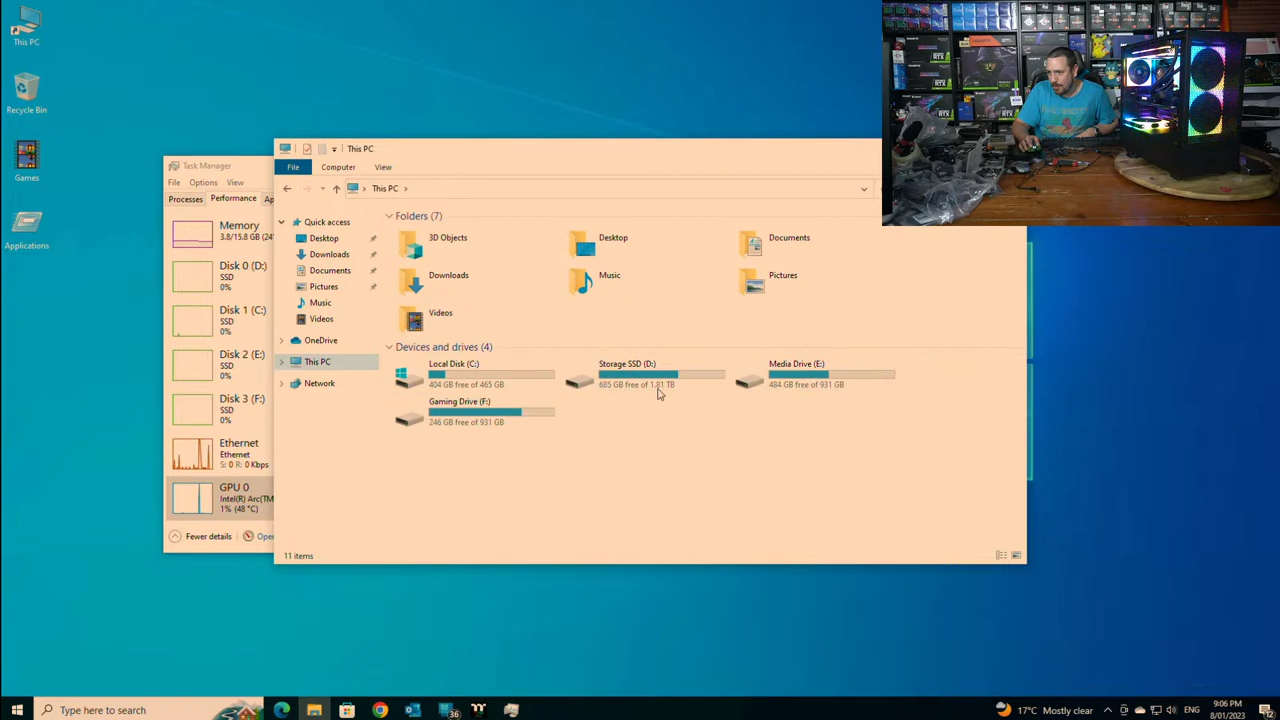 This PC
Recycle Bin
Games
Applications
Task Manager
File Options View
Processes Performance Ap
Memory
3.8/15.8 GB (24
Disk 0 (D:)
SSD
0%
Disk 1 (C:)
SSD
0%
Disk 2 (E:)
SSD
0%
Disk 3 (F:)
SSD
0%
Ethernet
Ethernet
S: 0 R: 0 Kbps
GPU 0
Intel(R) Arc(TM
1% (48 °C)
Fewer details
Ope
This PC
File Computer View
This PC
Quick access
Desktop
Downloads
Documents
Pictures
Music
Videos
OneDrive
This PC
Network
Folders (7)
3D Objects
Desktop
Documents
Downloads
Music
Pictures
Videos
Devices and drives (4)
Local Disk (C:)
404 GB free of 465 GB
Storage SSD (D:)
685 GB free of 1.81 TB
Media Drive (E:)
484 GB free of 931 GB
Gaming Drive (F:)
246 GB free of 931 GB
11 items
Type here to search
36
17°C Mostly clear
ENG
9:06 PM
8/01/2023